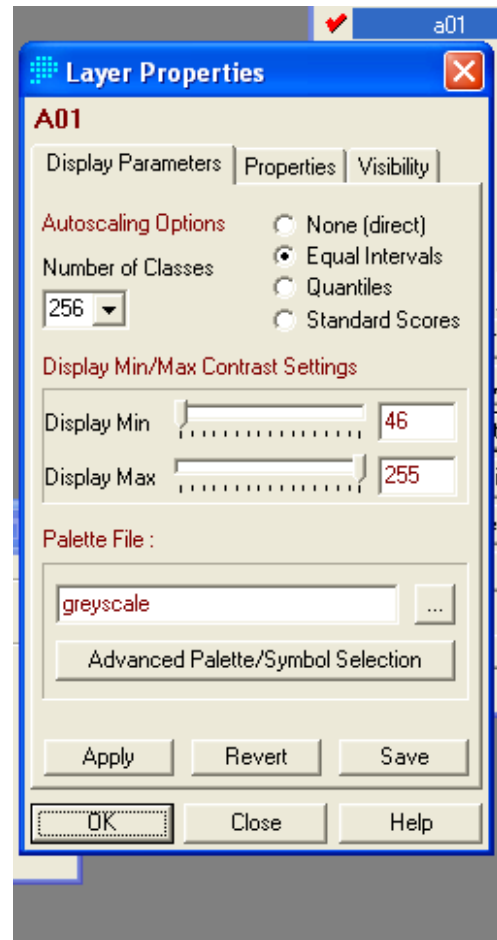 a01
Layer Properties
A01
Display Parameters
Properties
Visibility
Autoscaling Options
None (direct)
Equal Intervals
Quantiles
Standard Scores
Number of Classes
256
Display Min/Max Contrast Settings
Display Min
46
Display Max
255
Palette File :
greyscale
...
Advanced Palette/Symbol Selection
Apply
Revert
Save
OK
Close
Help